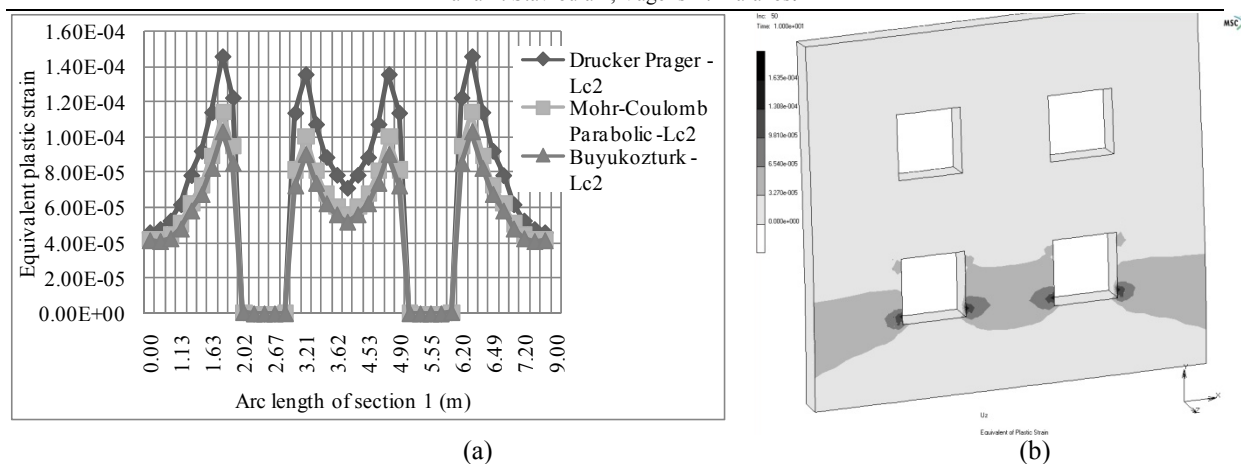 1.60E-04
1.40E-04
1.20E-04
1.00E-04
8.00E-05
6.00E-05
4.00E-05
2.00E-05
0.00E+00
Equivalent plastic strain
0.00
1.13
1.63
2.02
2.67
3.21
3.62
4.53
4.90
5.55
6.20
6.49
7.20
9.00
Arc length of section 1 (m)
Drucker Prager -
Lc2
Mohr-Coulomb
Parabolic -Lc2
Buyukozturk -
Lc2
(a)
Inc: 50
Time: 1.000e+001
MSC
1.635e-004
1.308e-004
9.810e-005
6.540e-005
3.270e-005
0.000e+000
Y
X
Z
Equivalent of Plastic Strain
(b)